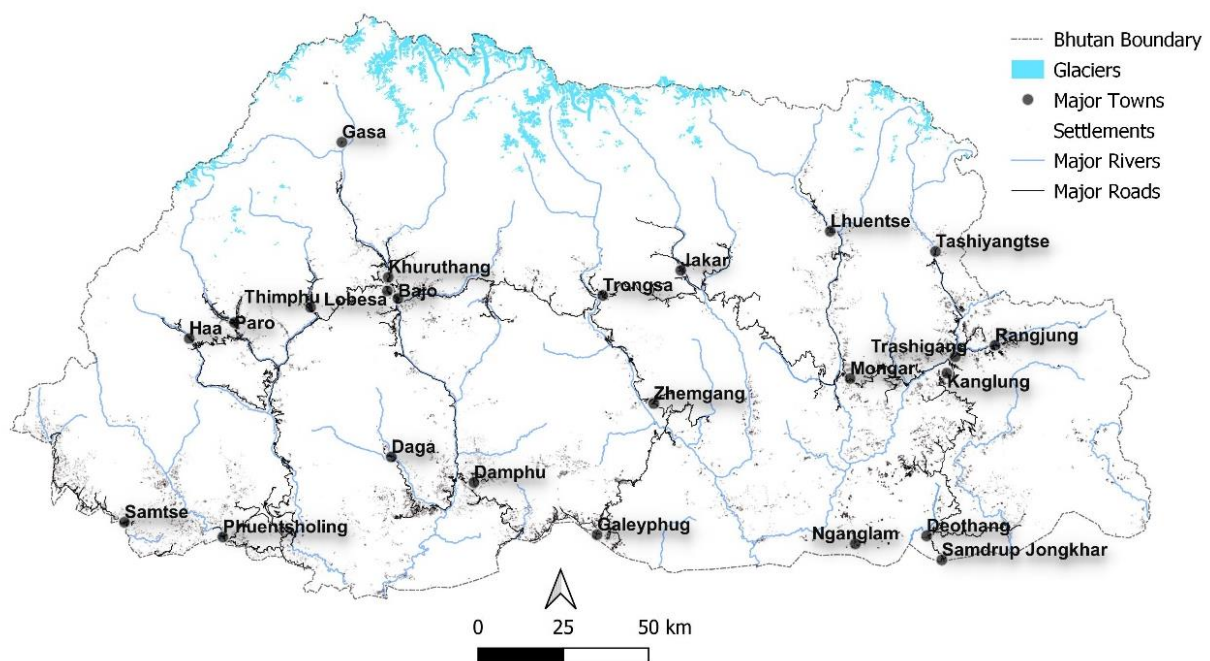 Bhutan Boundary
Glaciers
Major Towns
Settlements
Major Rivers
Major Roads
Gasa
Lhuentse
Tashiyangtse
Khuruthang
Jakar
Thimphu
Lobesa
Bajo
Trongsa
Haa
Paro
Trashigang
Rangjung
Mongar
Kanglung
Zhemgang
Daga
Damphu
Samtse
Phuentsholing
Galeyphug
Nganglam
Deothang
Samdrup Jongkhar
0 25 50 km